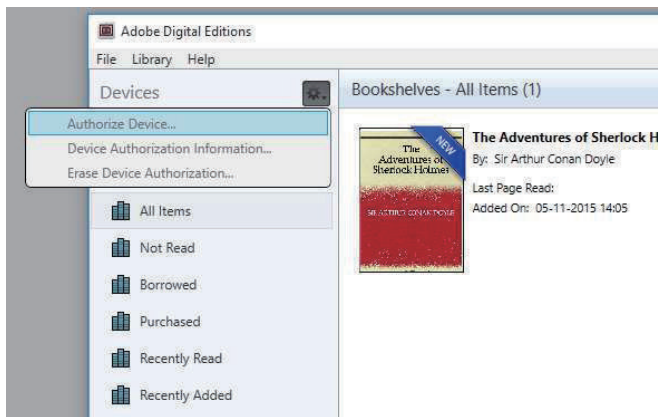 Adobe Digital Editions
File Library Help
Devices
Authorize Device...
Device Authorization Information...
Erase Device Authorization...
All Items
Not Read
Borrowed
Purchased
Recently Read
Recently Added
Bookshelves - All Items (1)
The
Adventures of
Sherlock Holmes
SIR ARTHUR CONAN DOYLE
NEW
The Adventures of Sherlock H
By: Sir Arthur Conan Doyle
Last Page Read:
Added On: 05-11-2015 14:05